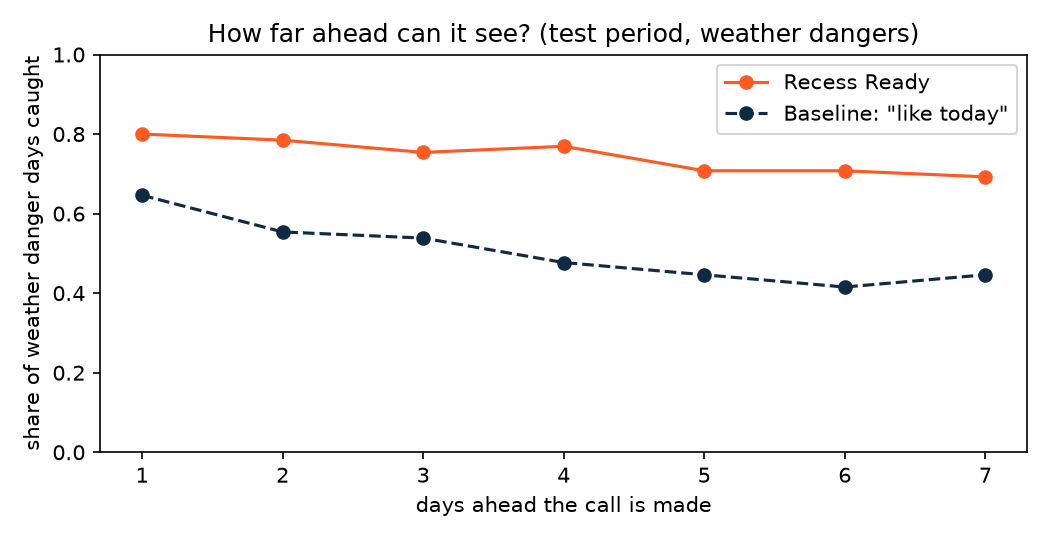 How far ahead can it see? (test period, weather dangers)
share of weather danger days caught
1.0
0.8
0.6
0.4
0.2
0.0
Recess Ready
Baseline: "like today"
1 2 3 4 5 6 7
days ahead the call is made